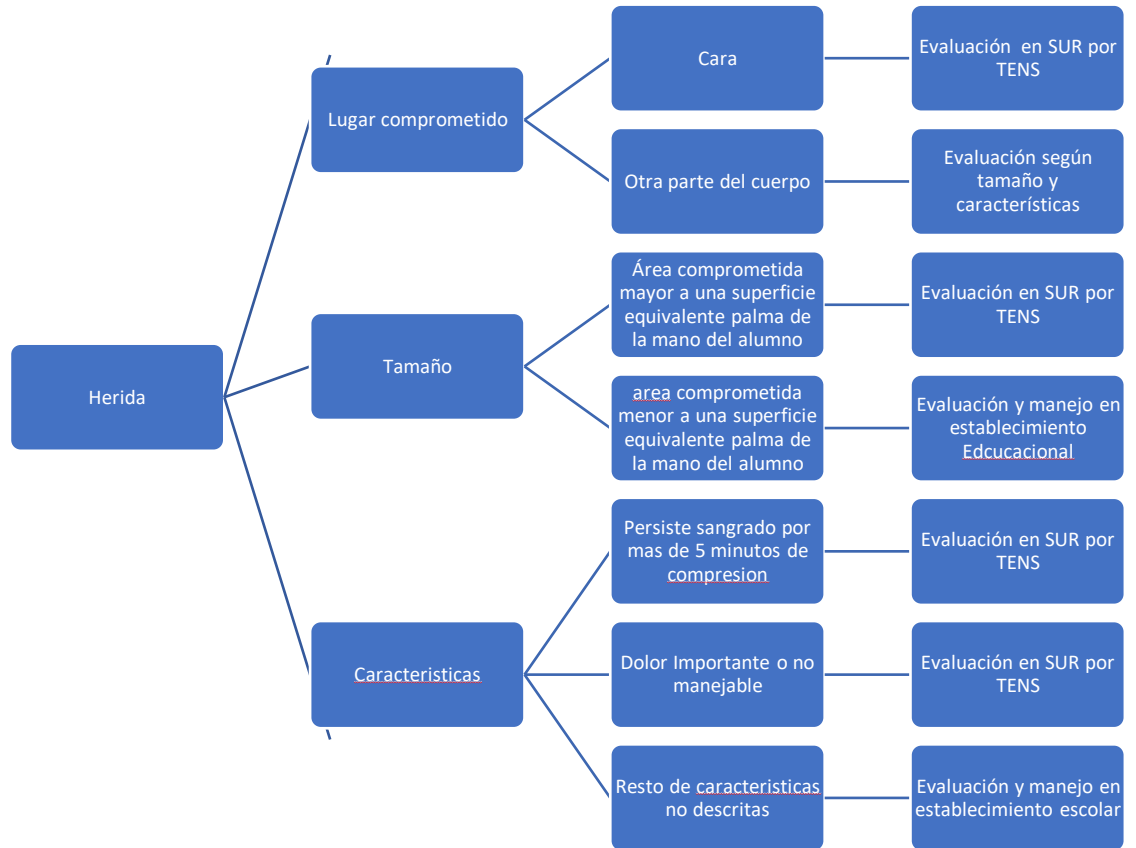 Herida
Lugar comprometido
Cara
Evaluación en SUR por
TENS
Otra parte del cuerpo
Evaluación según
tamaño y
características
Tamaño
Área comprometida
mayor a una superficie
equivalente palma de
la mano del alumno
Evaluación en SUR por
TENS
area comprometida
menor a una superficie
equivalente palma de
la mano del alumno
Evaluación y manejo en
establecimiento
Edcucacional
Caracteristicas
Persiste sangrado por
mas de 5 minutos de
compresion
Evaluación en SUR por
TENS
Dolor Importante o no
manejable
Evaluación en SUR por
TENS
Resto de caracteristicas
no descritas
Evaluación y manejo en
establecimiento escolar